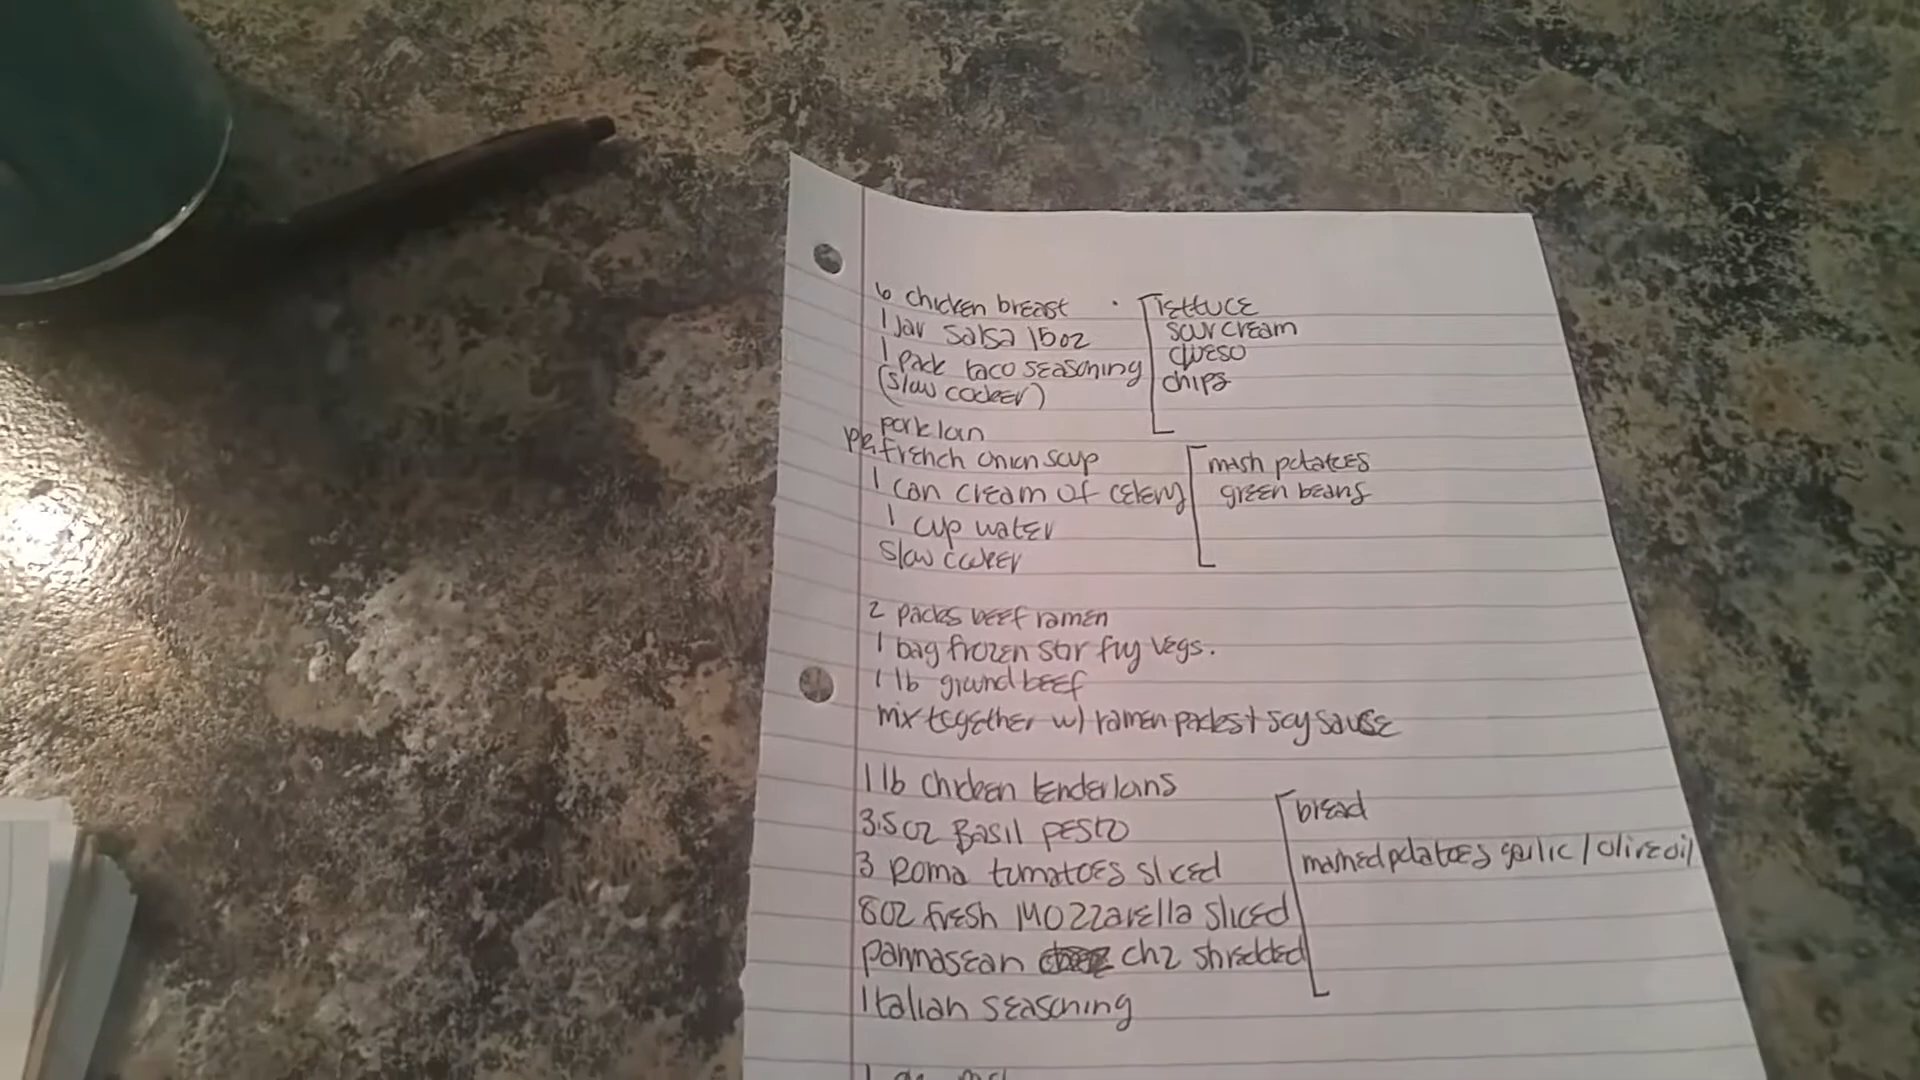 6 chicken breast
1 Jar Salsa 15oz
1 pack taco seasoning
(slow cooker)
lettuce
sour cream
queso
chips
pork loin
pk french onion soup
1 can cream of celery
1 cup water
slow cooker
mash potatoes
green beans
2 packs beef ramen
1 bag frozen stir fry vegs.
1 lb ground beef
mix together w/ ramen packs + soy sause
1 lb chicken tenderloins
3.5oz Basil pesto
3 Roma tomatoes sliced
8oz fresh mozzarella sliced
parmasean chz shredded
Italian seasoning
bread
mashed potatoes garlic / olive oil